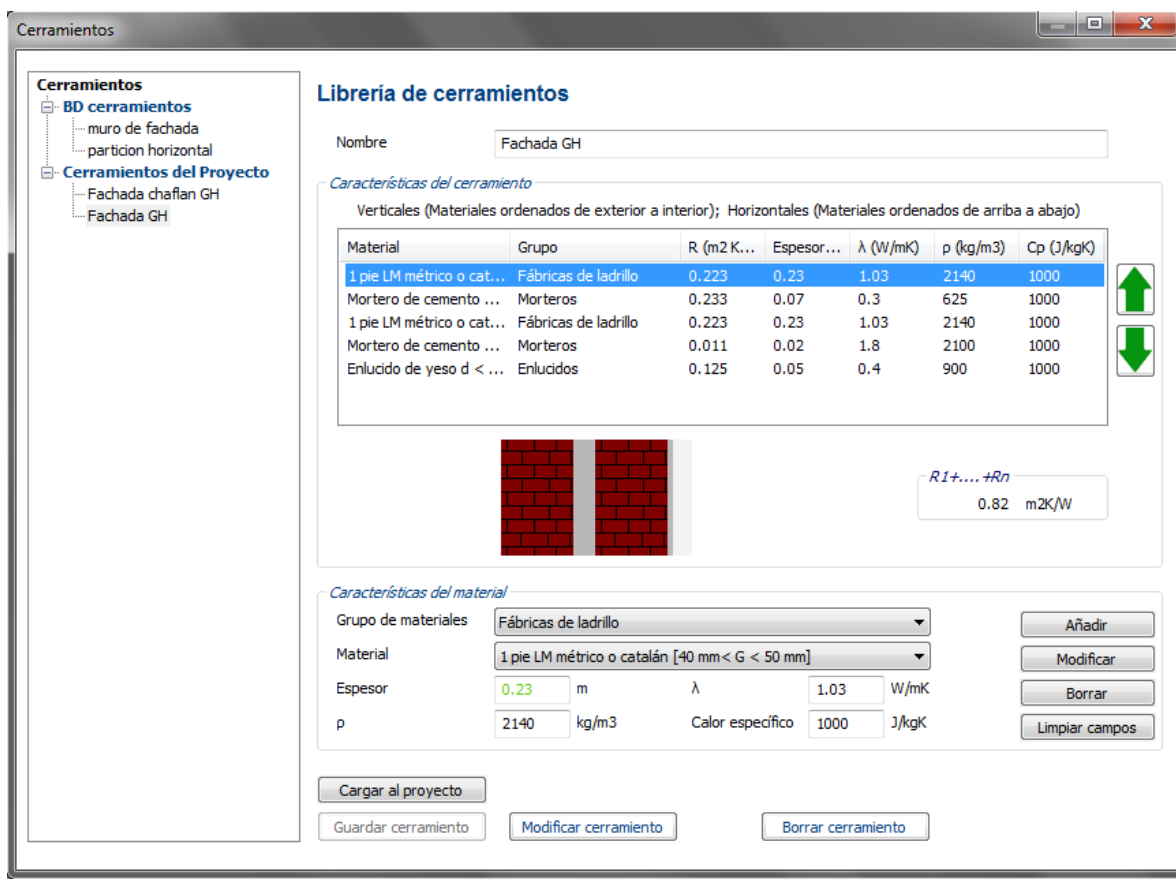 Cerramientos
Cerramientos
BD cerramientos
muro de fachada
particion horizontal
Cerramientos del Proyecto
Fachada chaflan GH
Fachada GH
Librería de cerramientos
Nombre Fachada GH
Características del cerramiento
Verticales (Materiales ordenados de exterior a interior); Horizontales (Materiales ordenados de arriba a abajo)
Material Grupo R (m2 K... Espesor... λ (W/mK) ρ (kg/m3) Cp (J/kgK)
1 pie LM métrico o cat... Fábricas de ladrillo 0.223 0.23 1.03 2140 1000
Mortero de cemento ... Morteros 0.233 0.07 0.3 625 1000
1 pie LM métrico o cat... Fábricas de ladrillo 0.223 0.23 1.03 2140 1000
Mortero de cemento ... Morteros 0.011 0.02 1.8 2100 1000
Enlucido de yeso d < ... Enlucidos 0.125 0.05 0.4 900 1000
R1+.... +Rn
0.82 m2K/W
Características del material
Grupo de materiales Fábricas de ladrillo Añadir
Material 1 pie LM métrico o catalán [40 mm< G < 50 mm] Modificar
Espesor 0.23 m λ 1.03 W/mK Borrar
ρ 2140 kg/m3 Calor específico 1000 J/kgK Limpiar campos
Cargar al proyecto
Guardar cerramiento Modificar cerramiento Borrar cerramiento